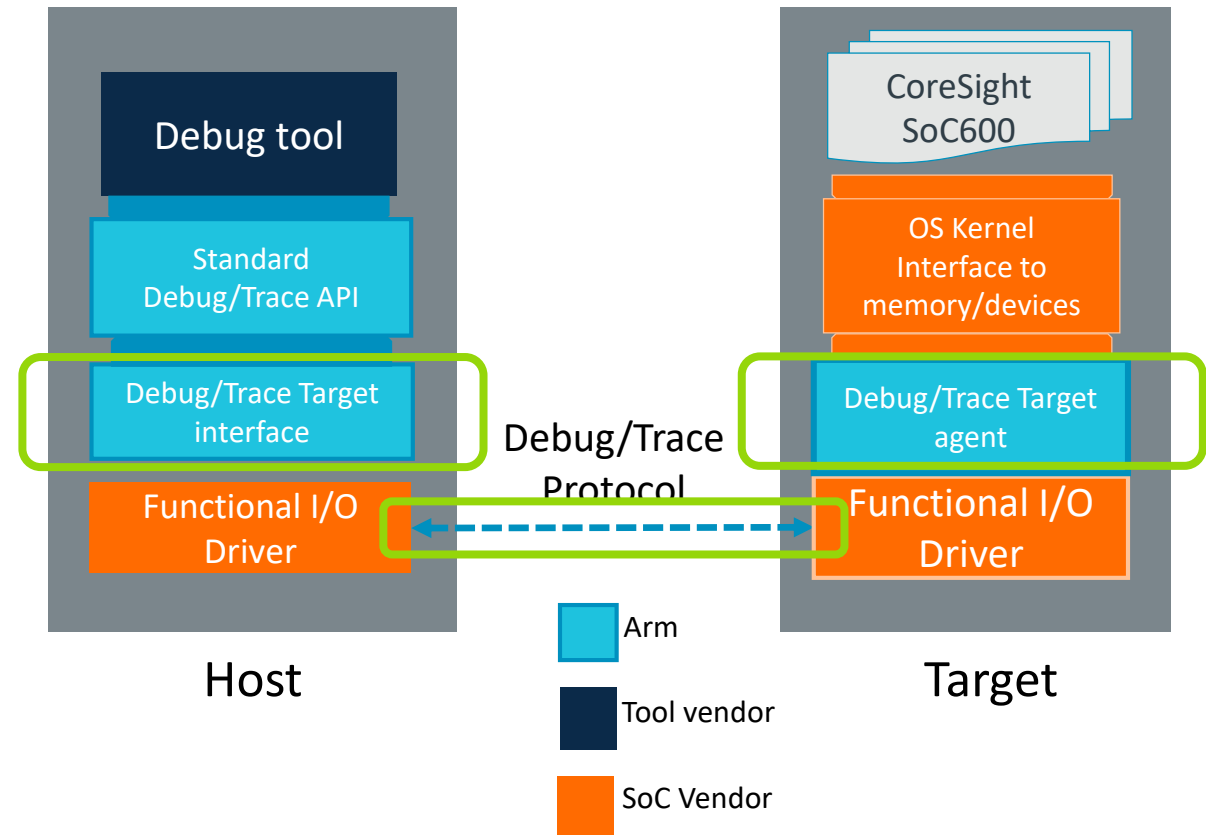 Debug tool
Standard
Debug/Trace API
Debug/Trace Target
interface
Functional I/O
Driver
Host
Debug/Trace
Protocol
CoreSight
SoC600
OS Kernel
Interface to
memory/devices
Debug/Trace Target
agent
Functional I/O
Driver
Target
Arm
Tool vendor
SoC Vendor